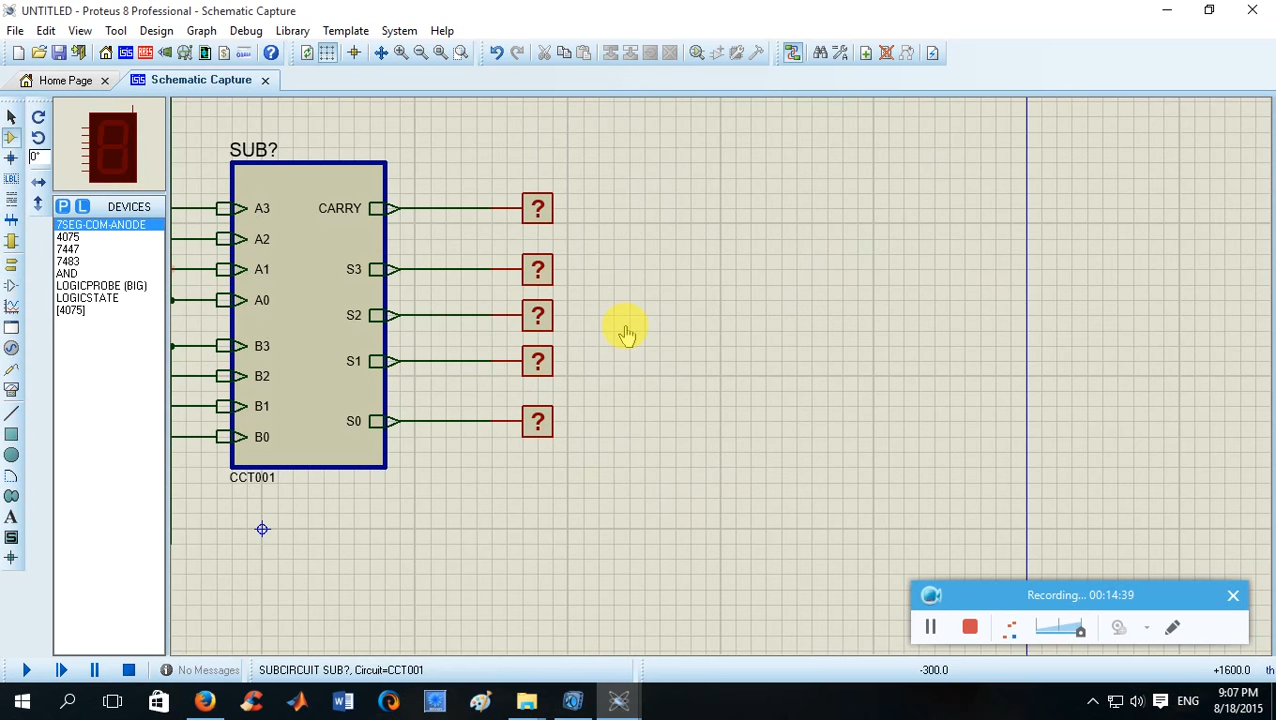 UNTITLED - Proteus 8 Professional - Schematic Capture
File Edit View Tool Design Graph Debug Library Template System Help
Home Page Schematic Capture
0°
P L DEVICES
7SEG-COM-ANODE
4075
7447
7483
AND
LOGICPROBE (BIG)
LOGICSTATE
[4075]
LBL
A
SUB?
A3 CARRY ?
A2
A1 S3 ?
A0
S2 ?
B3
S1 ?
B2
B1
S0 ?
B0
CCT001
Recording... 00:14:39
No Messages SUBCIRCUIT SUB?, Circuit=CCT001 -300.0 +1600.0 th
ENG
9:07 PM
8/18/2015